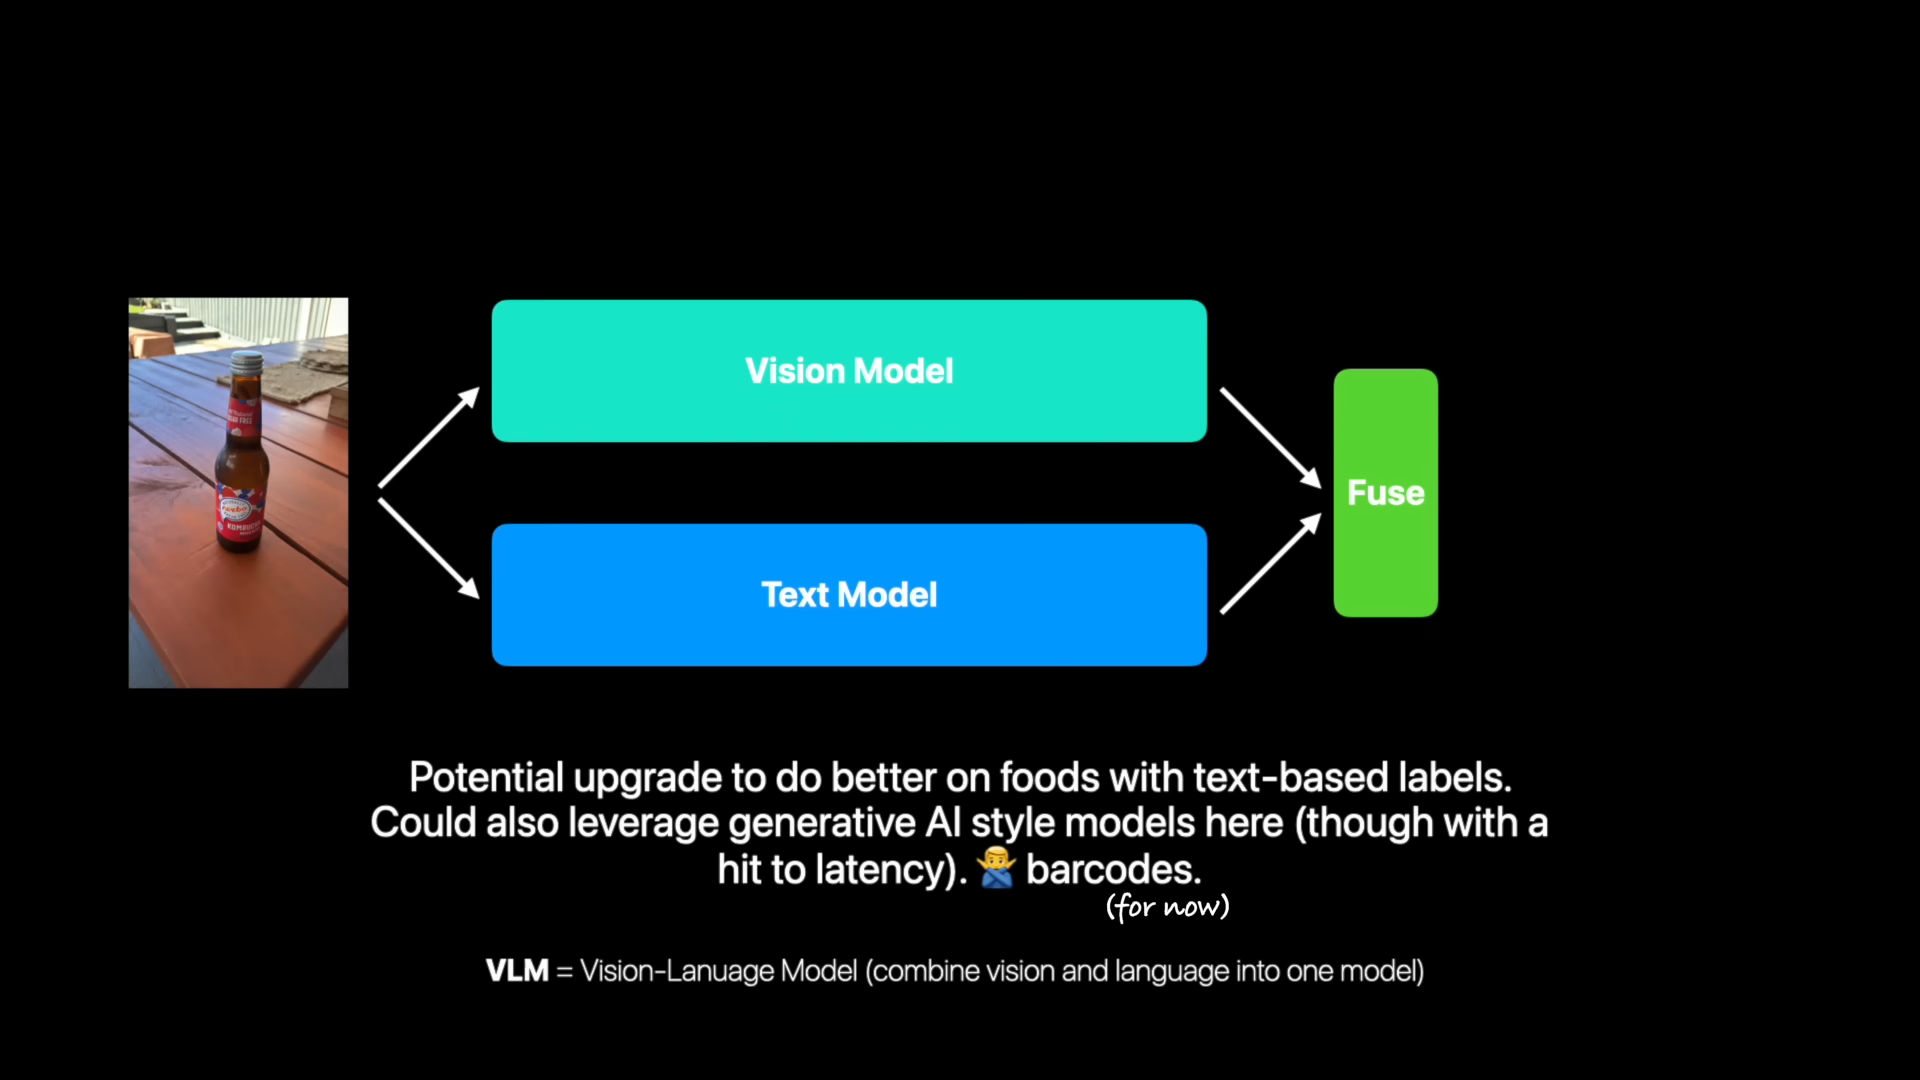 FREE
KOMBUCHA
Vision Model
Text Model
Fuse
Potential upgrade to do better on foods with text-based labels.
Could also leverage generative AI style models here (though with a
hit to latency). 🙅‍♂️ barcodes.
(for now)
VLM = Vision-Lanuage Model (combine vision and language into one model)